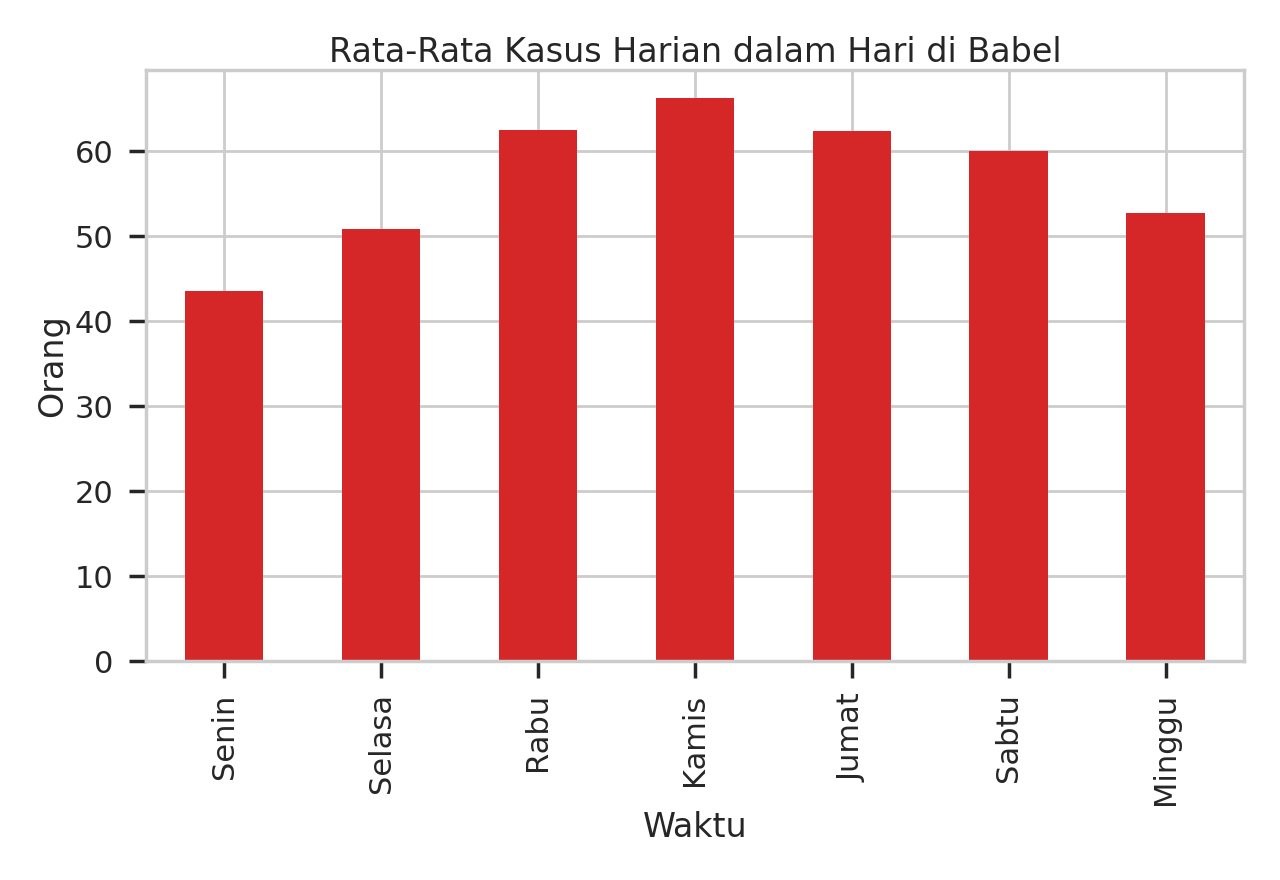 Rata-Rata Kasus Harian dalam Hari di Babel
Orang
60
50
40
30
20
10
0
Senin
Selasa
Rabu
Kamis
Jumat
Sabtu
Minggu
Waktu